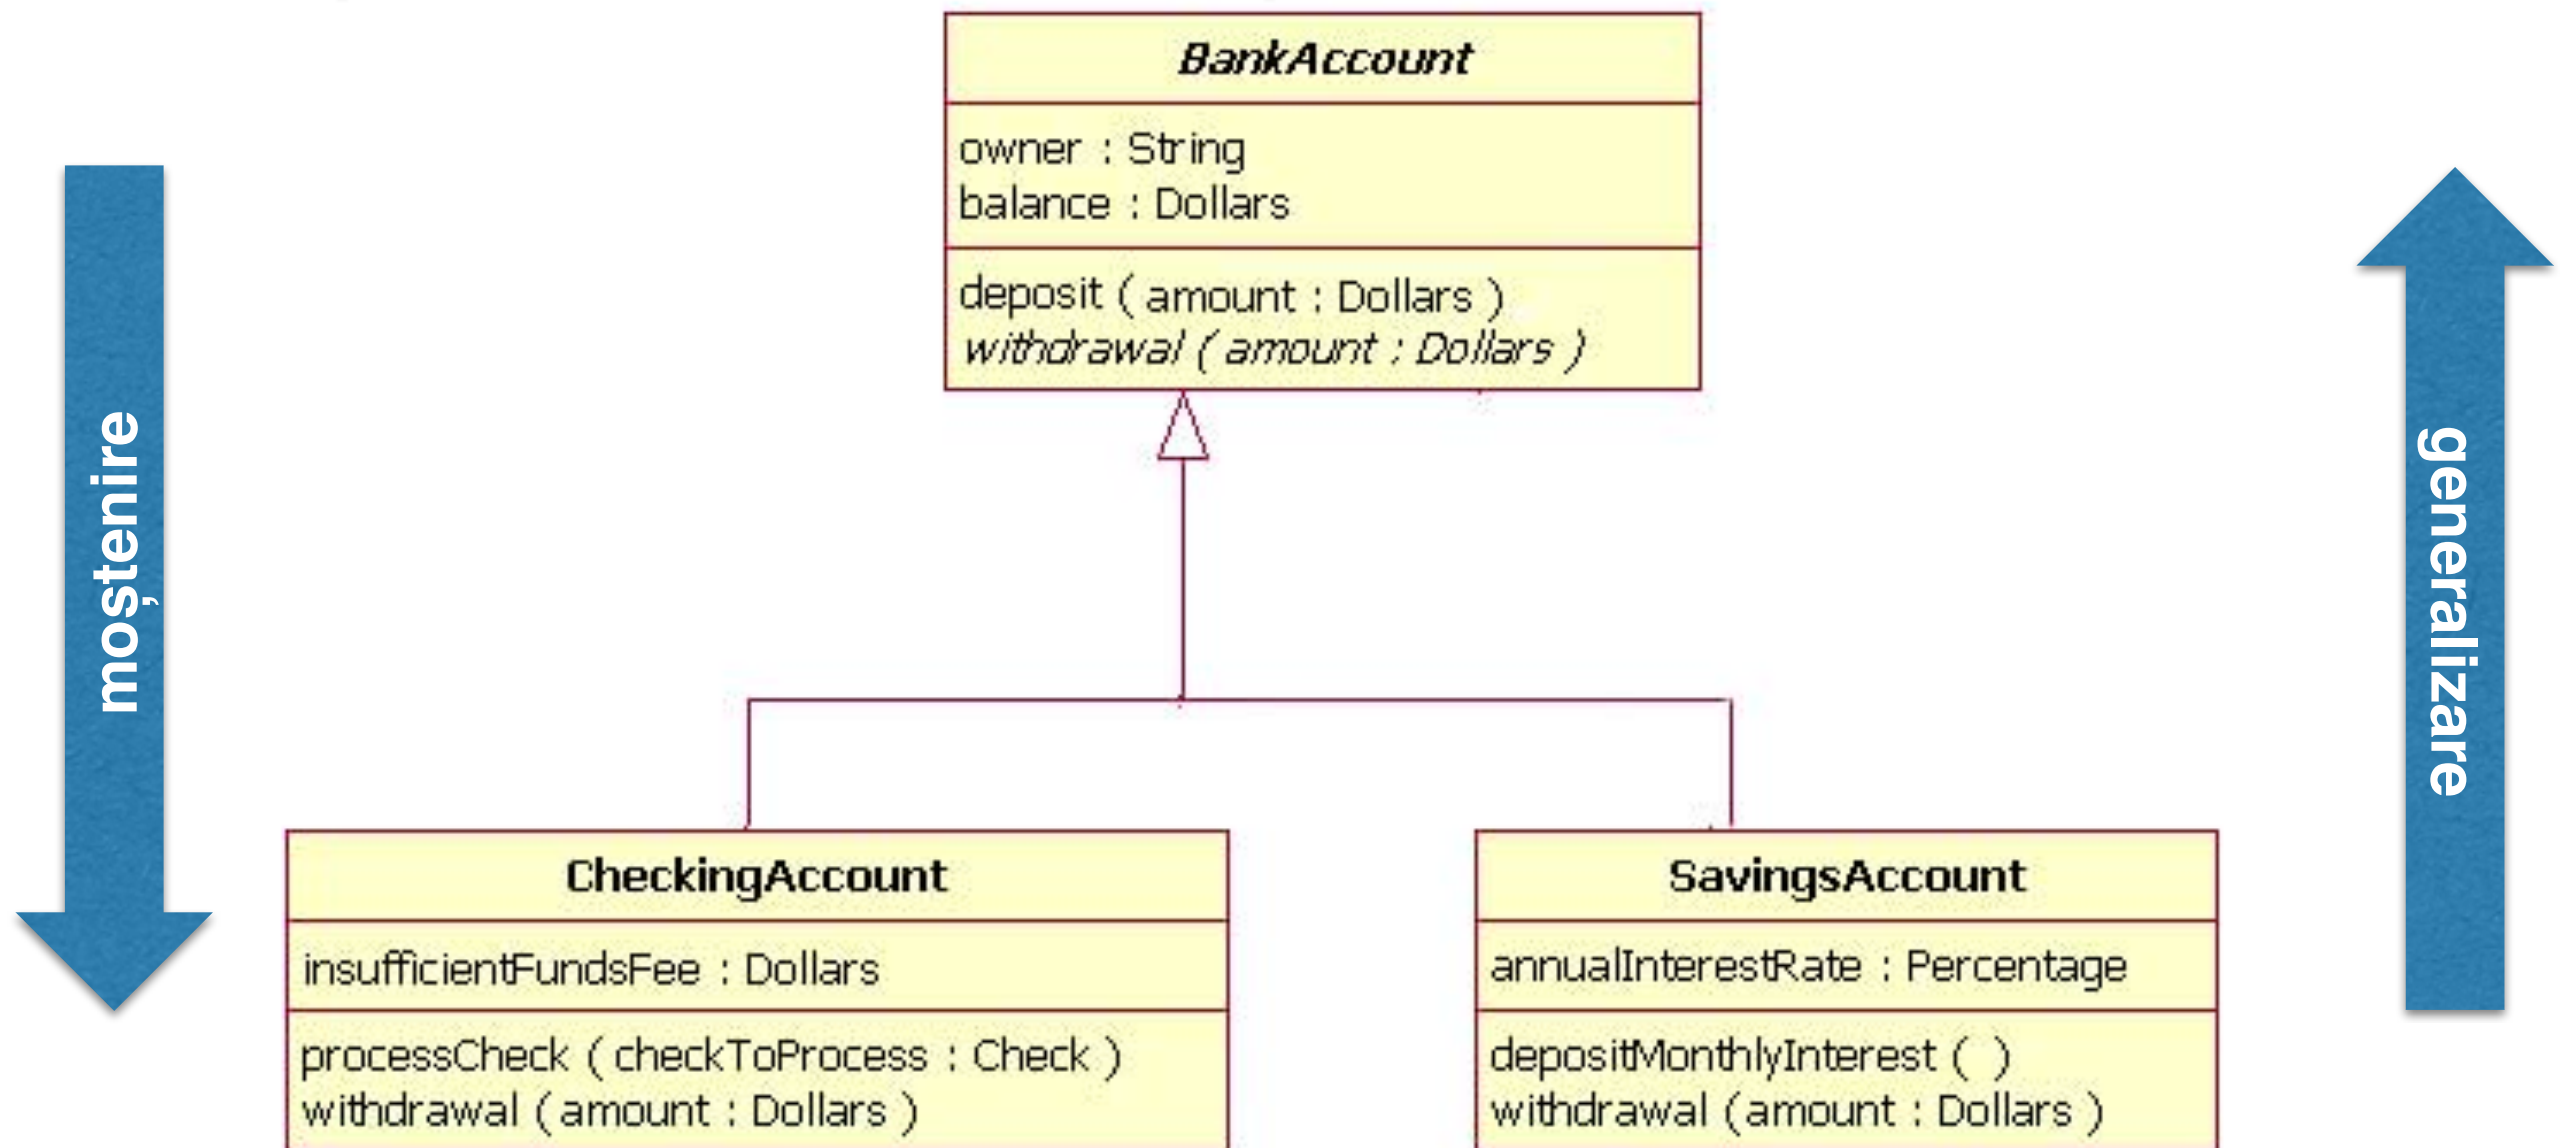 BankAccount
owner : String
balance : Dollars
deposit ( amount : Dollars )
withdrawal ( amount : Dollars )
moștenire
generalizare
CheckingAccount
insufficientFundsFee : Dollars
processCheck ( checkToProcess : Check )
withdrawal ( amount : Dollars )
SavingsAccount
annualInterestRate : Percentage
depositMonthlyInterest ( )
withdrawal ( amount : Dollars )